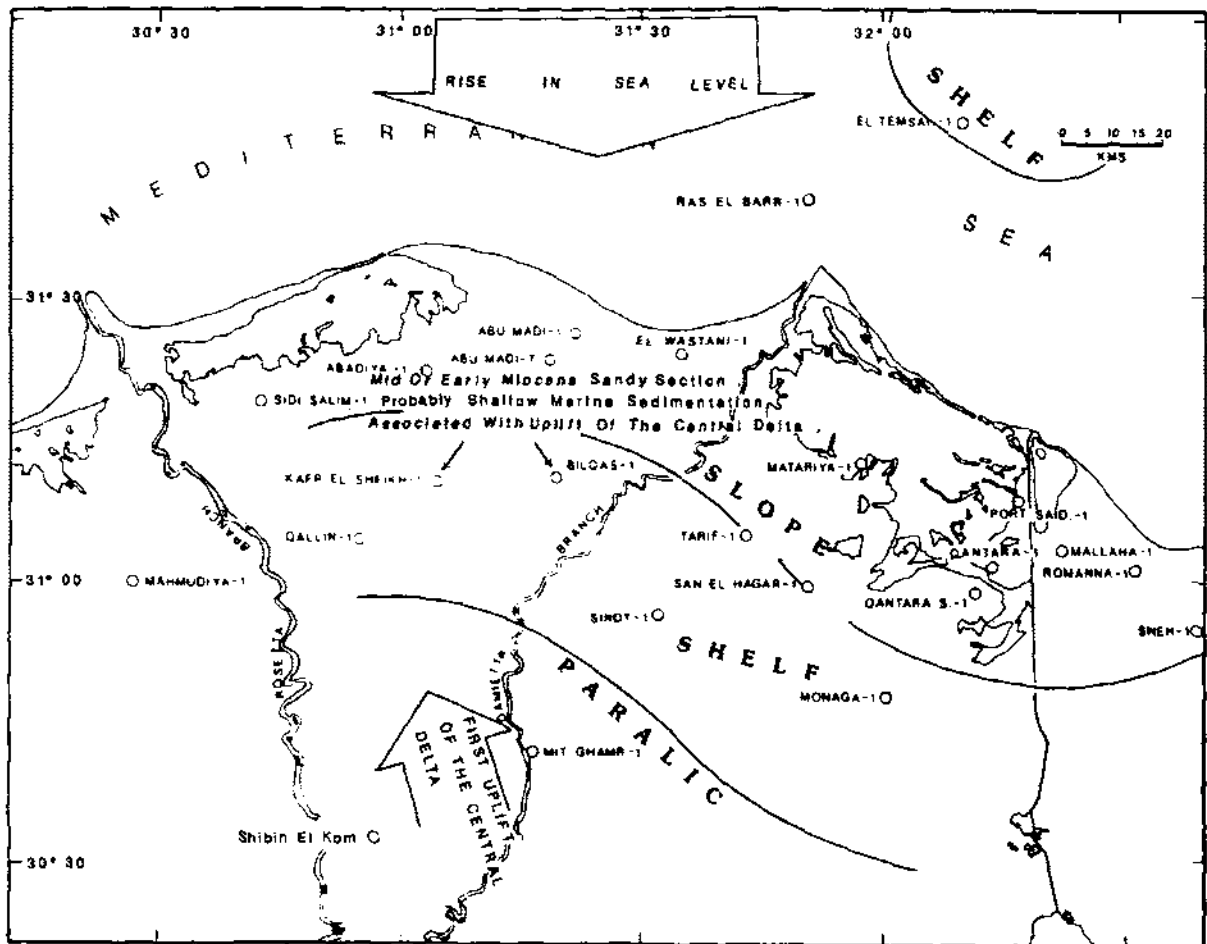 30° 30
31° 00
31° 30
32° 00
RISE IN SEA LEVEL
SHELF
EL TEMSAH-1
0 5 10 15 20
KMS
RAS EL BARR-1
SEA
31° 30
ABU MADI-1
EL WASTANI-1
ABADIYA-1
ABU MADI-7
Mid Of Early Miocene Sandy Section
SIDI SALIM-1
Probably Shallow Marine Sedimentation
Associated With Uplift Of The Central Delta
KAFR EL SHEIKH-1
BILQAS-1
MATARIYA-1
SLOPE
PORT SAID.-1
BRANCH
QALLIN-1
BRANCH
TARIF-1
QANTARA-1
MALLAHA-1
ROMANNA-1
31° 00
MAHMUDIYA-1
SAN EL HAGAR-1
QANTARA S.-1
SINDY-1
SNEH-1
SHELF
ROSETTA
MONAGA-1
PARALIC
FIRST UPLIFT
OF THE CENTRAL
DELTA
MIT GHAMR-1
Shibin El Kom
30° 30